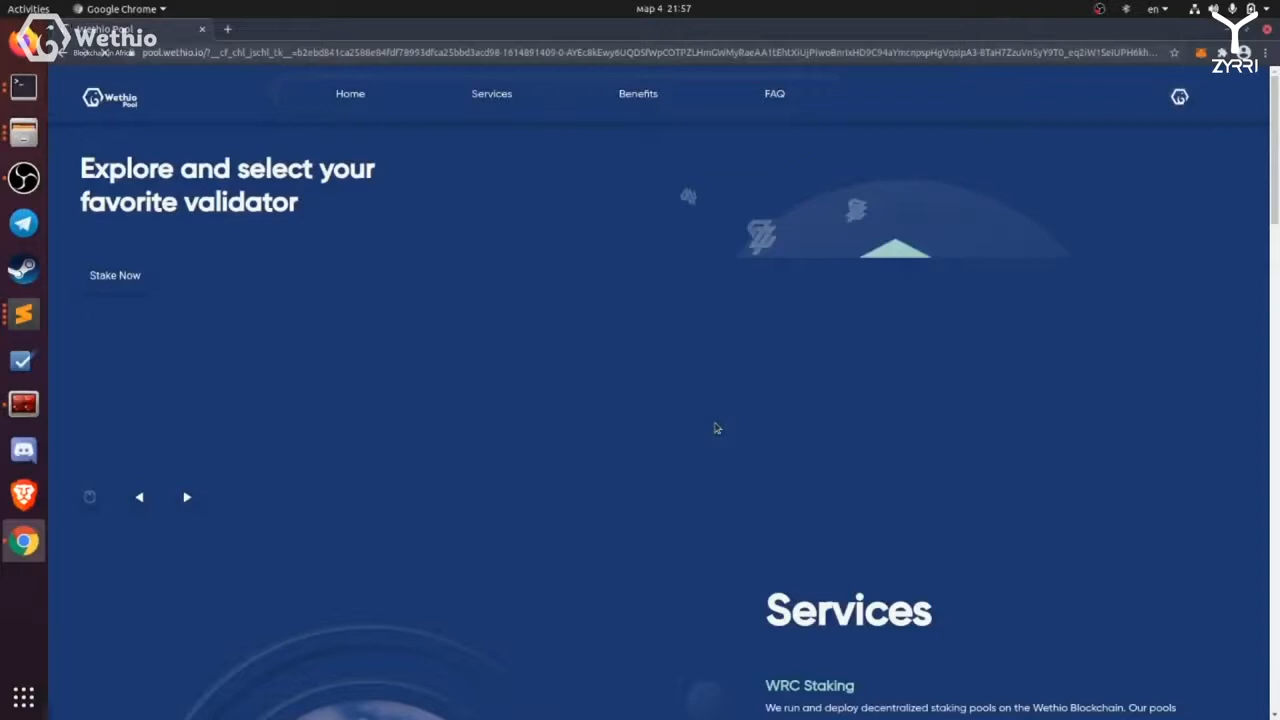 Activities
Google Chrome
мар 4 21:57
en
Wethio
ZYRRI
Home
Services
Benefits
FAQ
Wethio
Pool
Explore and select your
favorite validator
Stake Now
Services
WRC Staking
We run and deploy decentralized staking pools on the Wethio Blockchain. Our pools